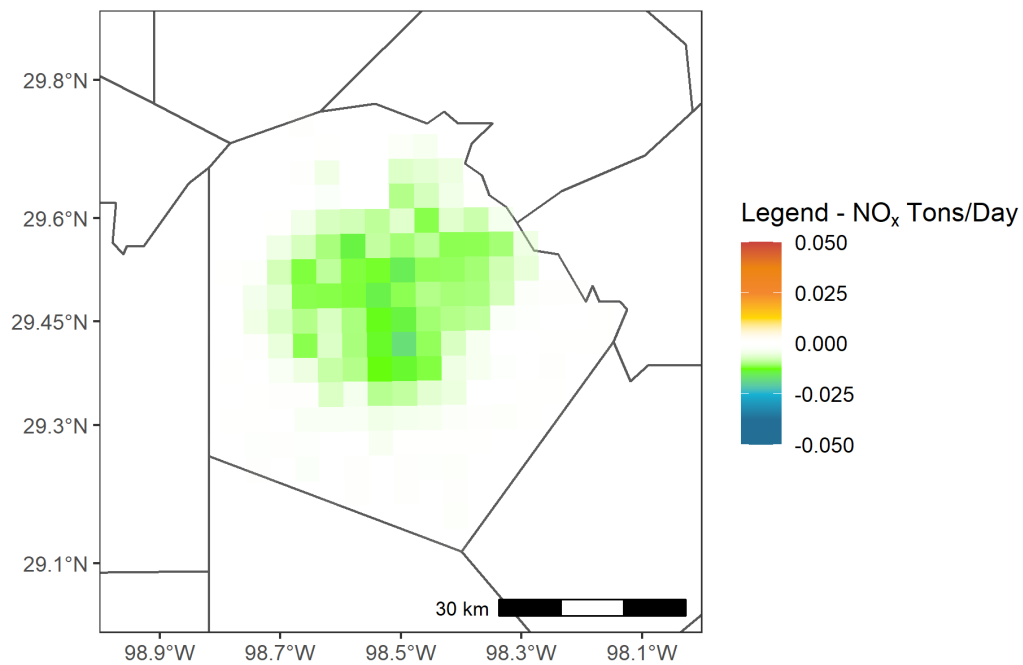 29.8°N
29.6°N
29.45°N
29.3°N
29.1°N
98.9°W
98.7°W
98.5°W
98.3°W
98.1°W
30 km
Legend - NOₓ Tons/Day
0.050
0.025
0.000
-0.025
-0.050